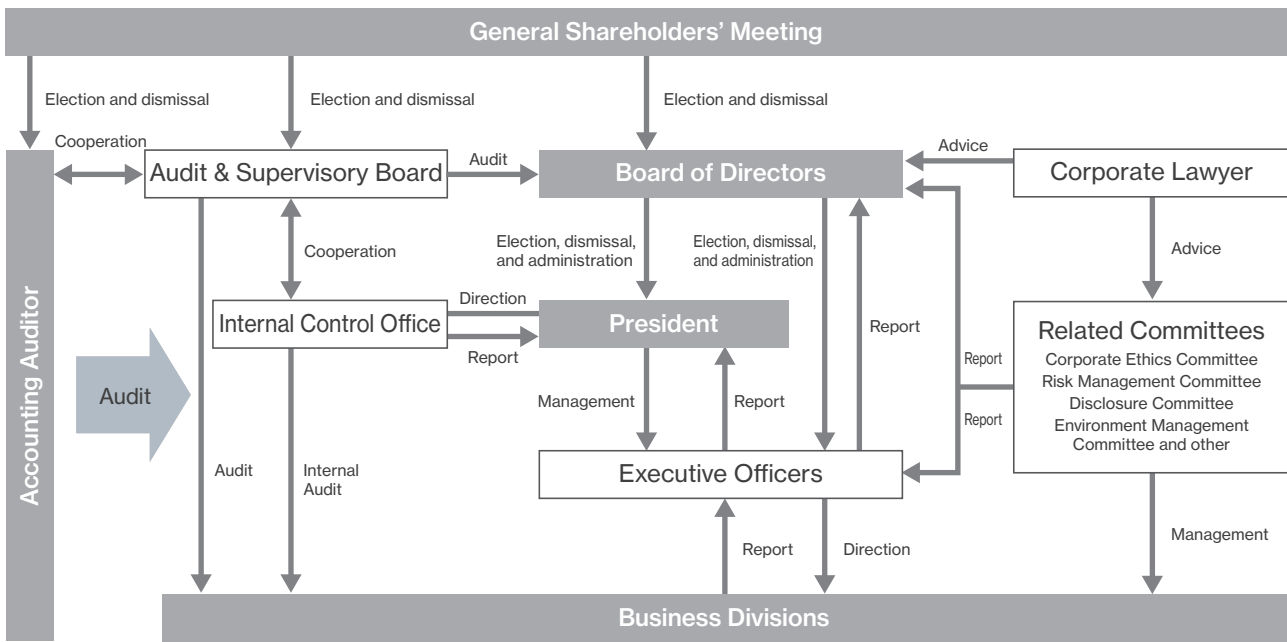 General Shareholders’ Meeting
Election and dismissal
Election and dismissal
Election and dismissal
Cooperation
Audit & Supervisory Board
Audit
Board of Directors
Advice
Corporate Lawyer
Accounting Auditor
Cooperation
Election, dismissal,
and administration
Election, dismissal,
and administration
Advice
Internal Control Office
Direction
Report
President
Report
Related Committees
Corporate Ethics Committee
Risk Management Committee
Disclosure Committee
Environment Management
Committee and other
Report
Report
Audit
Management
Report
Audit
Internal
Audit
Executive Officers
Report
Direction
Management
Business Divisions